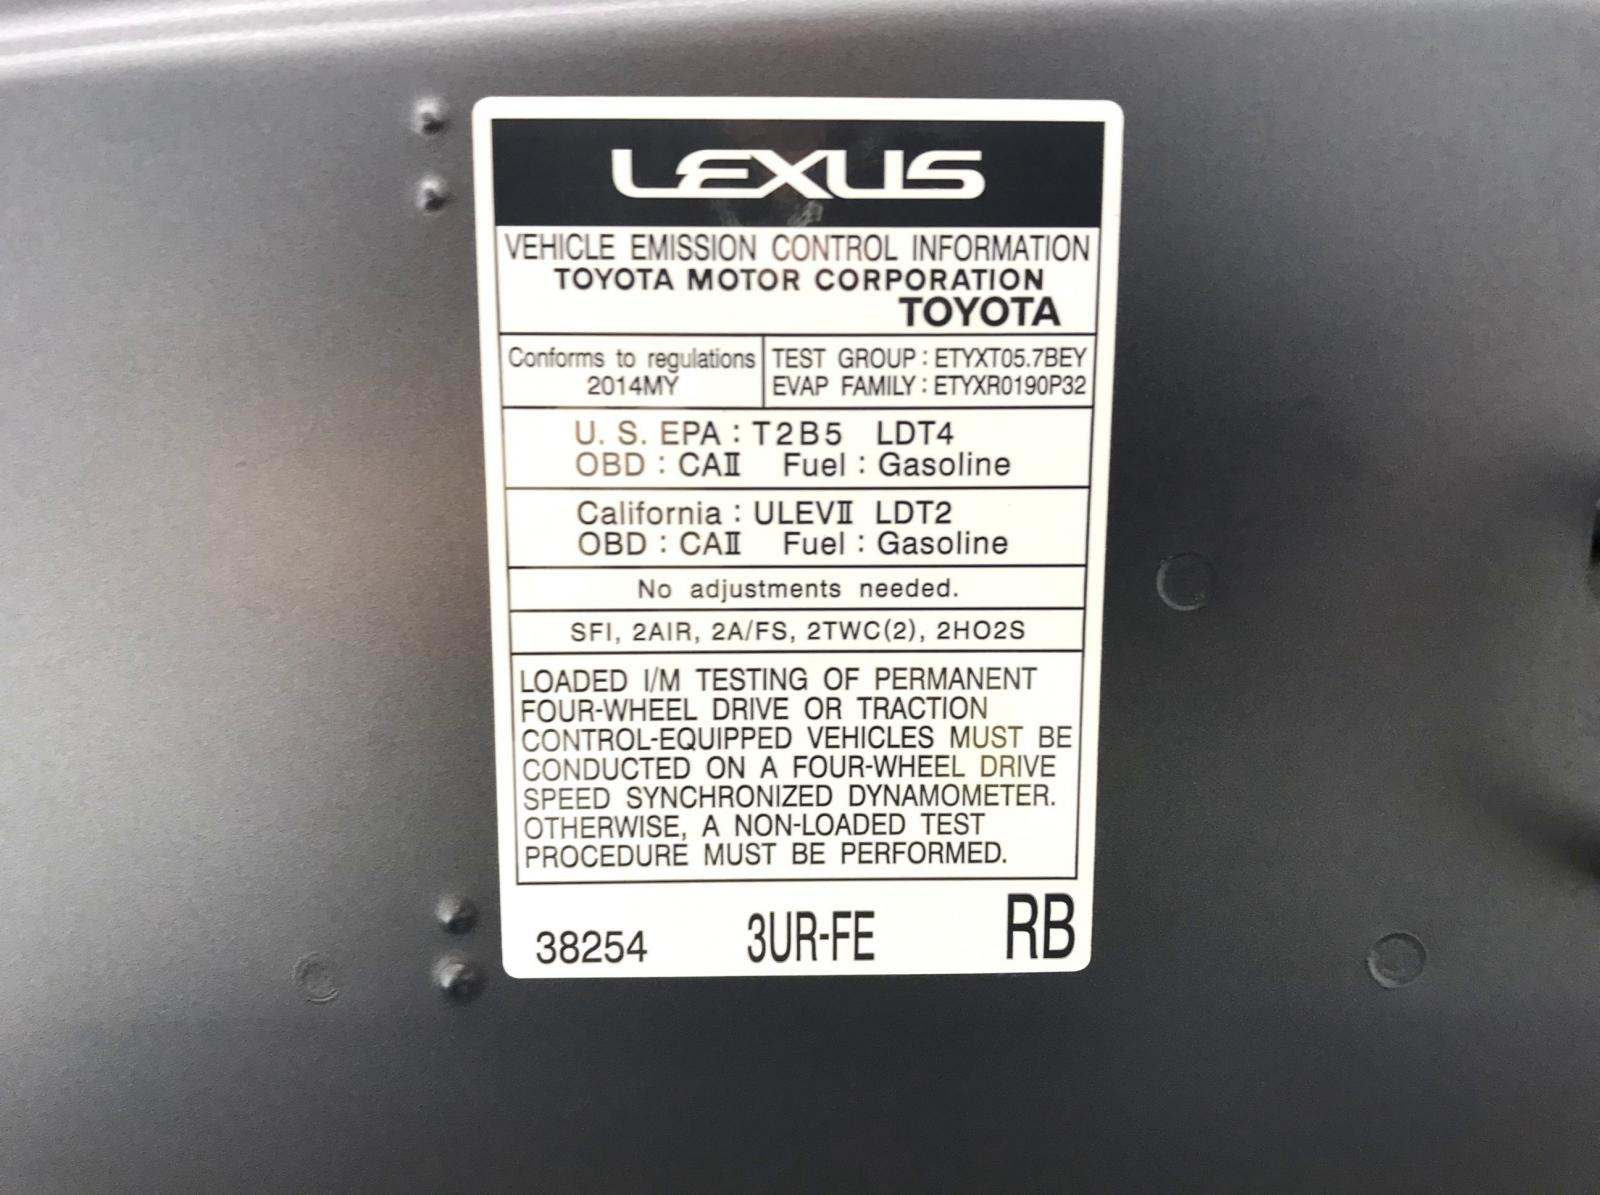 LEXUS
VEHICLE EMISSION CONTROL INFORMATION
TOYOTA MOTOR CORPORATION
TOYOTA
Conforms to regulations
2014MY
TEST GROUP : ETYXT05.7BEY
EVAP FAMILY : ETYXR0190P32
U. S. EPA : T2B5 LDT4
OBD : CAⅡ Fuel : Gasoline
California : ULEVⅡ LDT2
OBD : CAⅡ Fuel : Gasoline
No adjustments needed.
SFI, 2AIR, 2A/FS, 2TWC(2), 2HO2S
LOADED I/M TESTING OF PERMANENT
FOUR-WHEEL DRIVE OR TRACTION
CONTROL-EQUIPPED VEHICLES MUST BE
CONDUCTED ON A FOUR-WHEEL DRIVE
SPEED SYNCHRONIZED DYNAMOMETER.
OTHERWISE, A NON-LOADED TEST
PROCEDURE MUST BE PERFORMED.
38254 3UR-FE RB